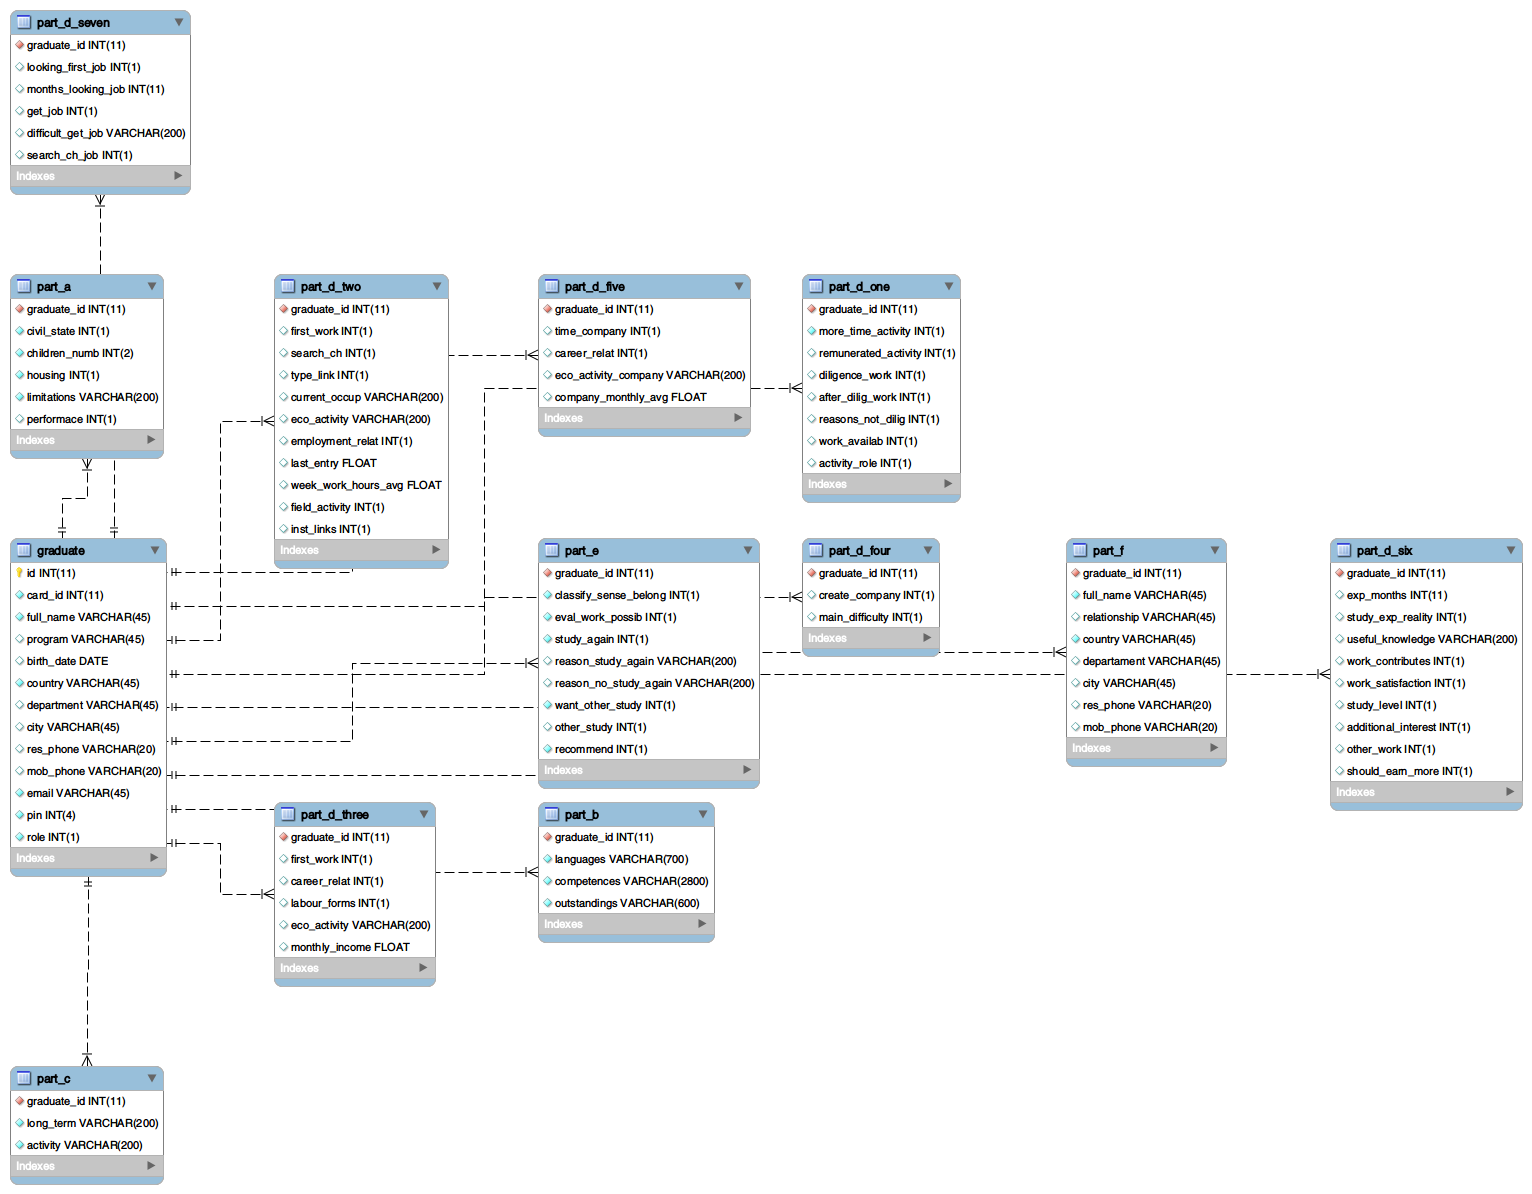 part_d_seven
graduate_id INT(11)
looking_first_job INT(1)
months_looking_job INT(11)
get_job INT(1)
difficult_get_job VARCHAR(200)
search_ch_job INT(1)
Indexes
part_a
graduate_id INT(11)
civil_state INT(1)
children_numb INT(2)
housing INT(1)
limitations VARCHAR(200)
performace INT(1)
Indexes
part_d_two
graduate_id INT(11)
first_work INT(1)
search_ch INT(1)
type_link INT(1)
current_occup VARCHAR(200)
eco_activity VARCHAR(200)
employment_relat INT(1)
last_entry FLOAT
week_work_hours_avg FLOAT
field_activity INT(1)
inst_links INT(1)
Indexes
part_d_five
graduate_id INT(11)
time_company INT(1)
career_relat INT(1)
eco_activity_company VARCHAR(200)
company_monthly_avg FLOAT
Indexes
part_d_one
graduate_id INT(11)
more_time_activity INT(1)
remunerated_activity INT(1)
diligence_work INT(1)
after_dilig_work INT(1)
reasons_not_dilig INT(1)
work_availab INT(1)
activity_role INT(1)
Indexes
graduate
id INT(11)
card_id INT(11)
full_name VARCHAR(45)
program VARCHAR(45)
birth_date DATE
country VARCHAR(45)
department VARCHAR(45)
city VARCHAR(45)
res_phone VARCHAR(20)
mob_phone VARCHAR(20)
email VARCHAR(45)
pin INT(4)
role INT(1)
Indexes
part_e
graduate_id INT(11)
classify_sense_belong INT(1)
eval_work_possib INT(1)
study_again INT(1)
reason_study_again VARCHAR(200)
reason_no_study_again VARCHAR(200)
want_other_study INT(1)
other_study INT(1)
recommend INT(1)
Indexes
part_d_four
graduate_id INT(11)
create_company INT(1)
main_difficulty INT(1)
Indexes
part_f
graduate_id INT(11)
full_name VARCHAR(45)
relationship VARCHAR(45)
country VARCHAR(45)
departament VARCHAR(45)
city VARCHAR(45)
res_phone VARCHAR(20)
mob_phone VARCHAR(20)
Indexes
part_d_six
graduate_id INT(11)
exp_months INT(11)
study_exp_reality INT(1)
useful_knowledge VARCHAR(200)
work_contributes INT(1)
work_satisfaction INT(1)
study_level INT(1)
additional_interest INT(1)
other_work INT(1)
should_earn_more INT(1)
Indexes
part_d_three
graduate_id INT(11)
first_work INT(1)
career_relat INT(1)
labour_forms INT(1)
eco_activity VARCHAR(200)
monthly_income FLOAT
Indexes
part_b
graduate_id INT(11)
languages VARCHAR(700)
competences VARCHAR(2800)
outstandings VARCHAR(600)
Indexes
part_c
graduate_id INT(11)
long_term VARCHAR(200)
activity VARCHAR(200)
Indexes